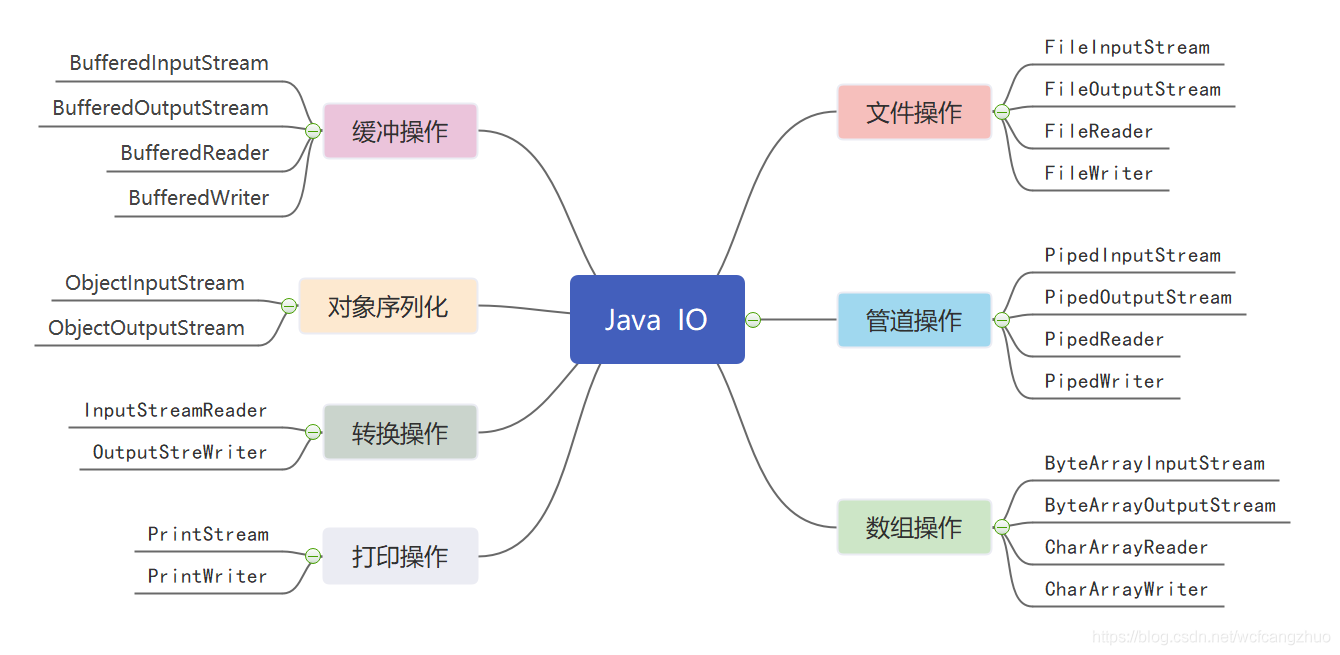 Java IO
缓冲操作
BufferedInputStream
BufferedOutputStream
BufferedReader
BufferedWriter
对象序列化
ObjectInputStream
ObjectOutputStream
转换操作
InputStreamReader
OutputStreWriter
打印操作
PrintStream
PrintWriter
文件操作
FileInputStream
FileOutputStream
FileReader
FileWriter
管道操作
PipedInputStream
PipedOutputStream
PipedReader
PipedWriter
数组操作
ByteArrayInputStream
ByteArrayOutputStream
CharArrayReader
CharArrayWriter
https://blog.csdn.net/wcfcangzhuo